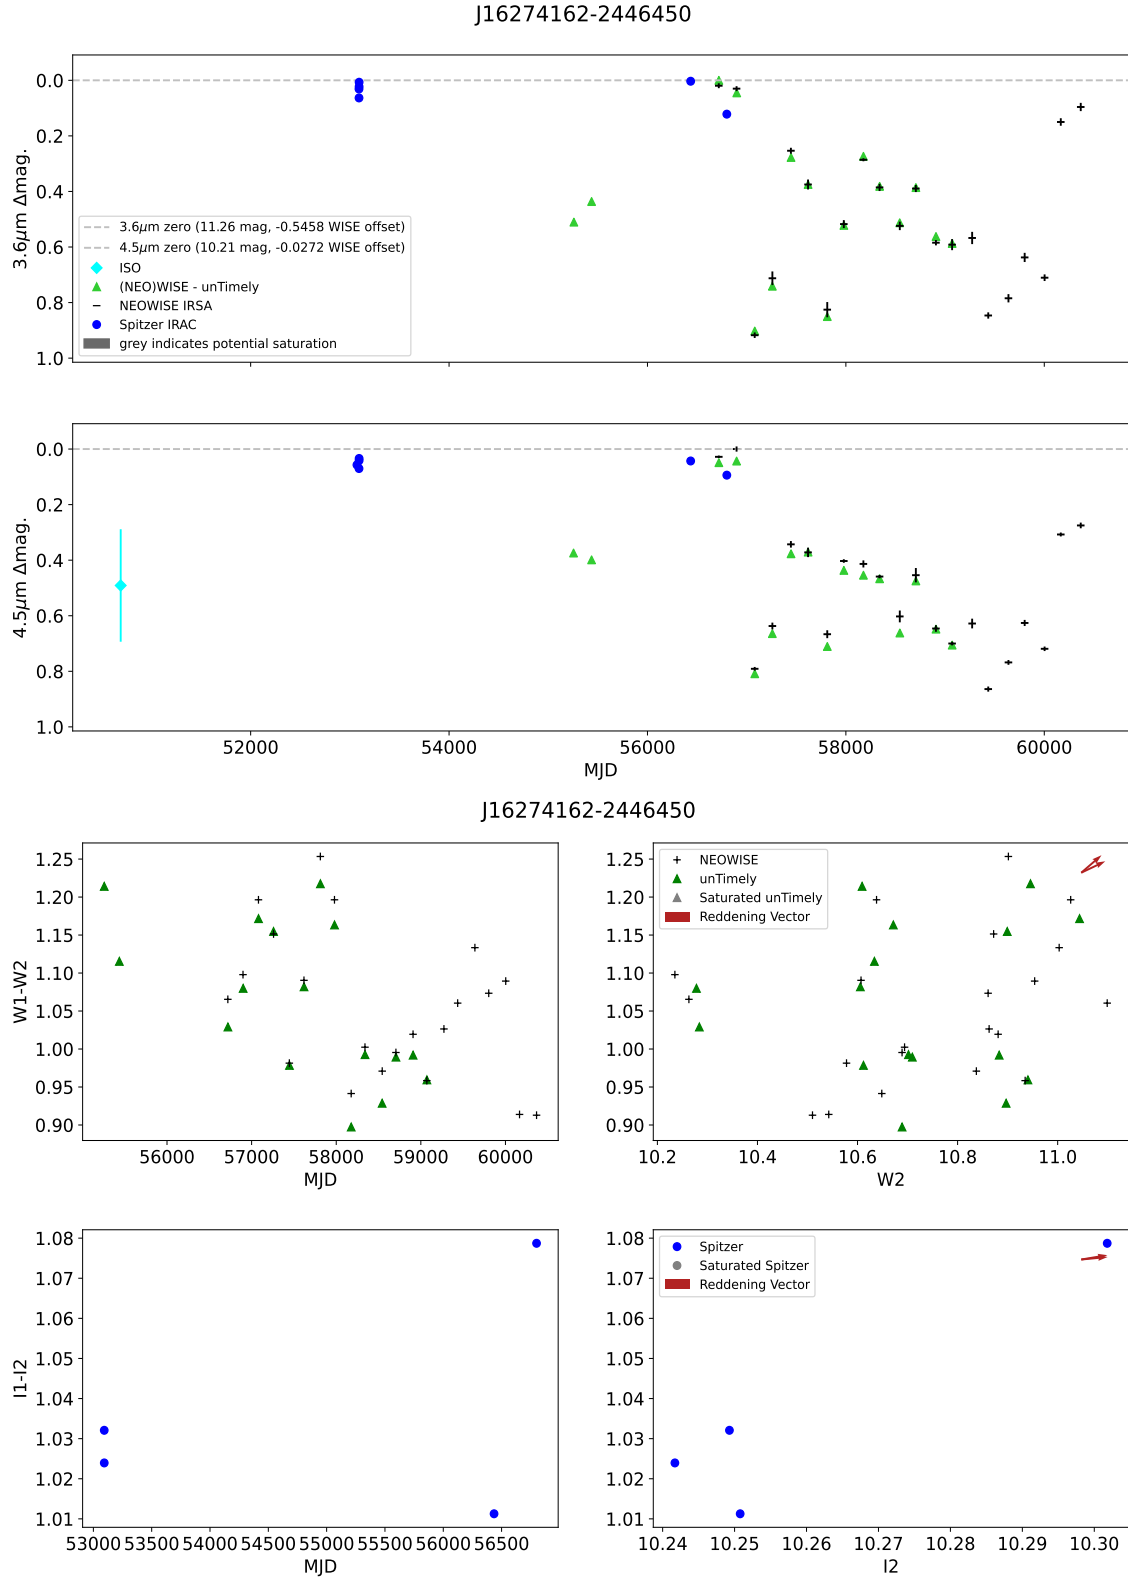 J16274162-2446450
0.0
0.2
0.4
0.6
0.8
1.0
3.6μm Δmag.
3.6μm zero (11.26 mag, -0.5458 WISE offset)
4.5μm zero (10.21 mag, -0.0272 WISE offset)
ISO
(NEO)WISE - unTimely
NEOWISE IRSA
Spitzer IRAC
grey indicates potential saturation
0.0
0.2
0.4
0.6
0.8
1.0
4.5μm Δmag.
52000 54000 56000 58000 60000
MJD
J16274162-2446450
1.25
1.20
1.15
1.10
1.05
1.00
0.95
0.90
W1-W2
56000 57000 58000 59000 60000
MJD
1.25
1.20
1.15
1.10
1.05
1.00
0.95
0.90
NEOWISE
unTimely
Saturated unTimely
Reddening Vector
10.2 10.4 10.6 10.8 11.0
W2
1.08
1.07
1.06
1.05
1.04
1.03
1.02
1.01
I1-I2
53000 53500 54000 54500 55000 55500 56000 56500
MJD
1.08
1.07
1.06
1.05
1.04
1.03
1.02
1.01
Spitzer
Saturated Spitzer
Reddening Vector
10.24 10.25 10.26 10.27 10.28 10.29 10.30
I2